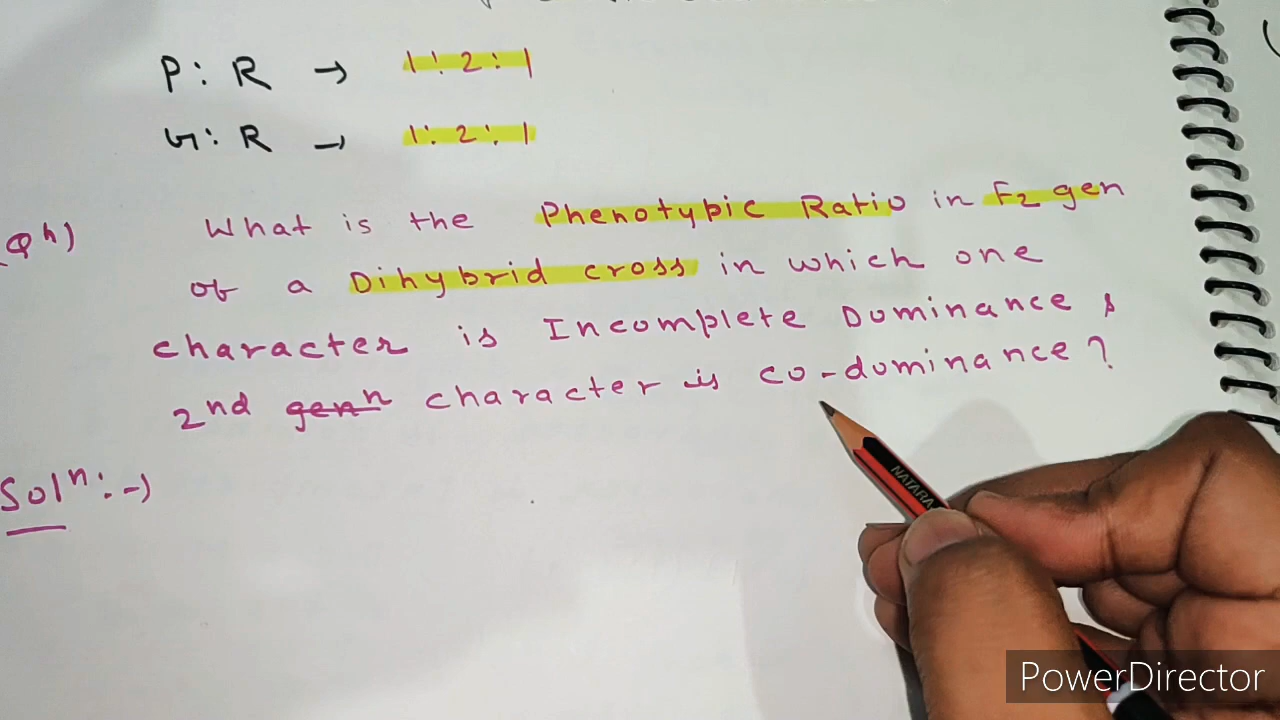 P : R → 1 : 2 : 1
G : R → 1 : 2 : 1
Qn) What is the Phenotypic Ratio in F2 gen
of a Dihybrid cross in which one
character is Incomplete Dominance &
2nd genn character is co-dominance ?
Soln :→
NATARA
PowerDirector